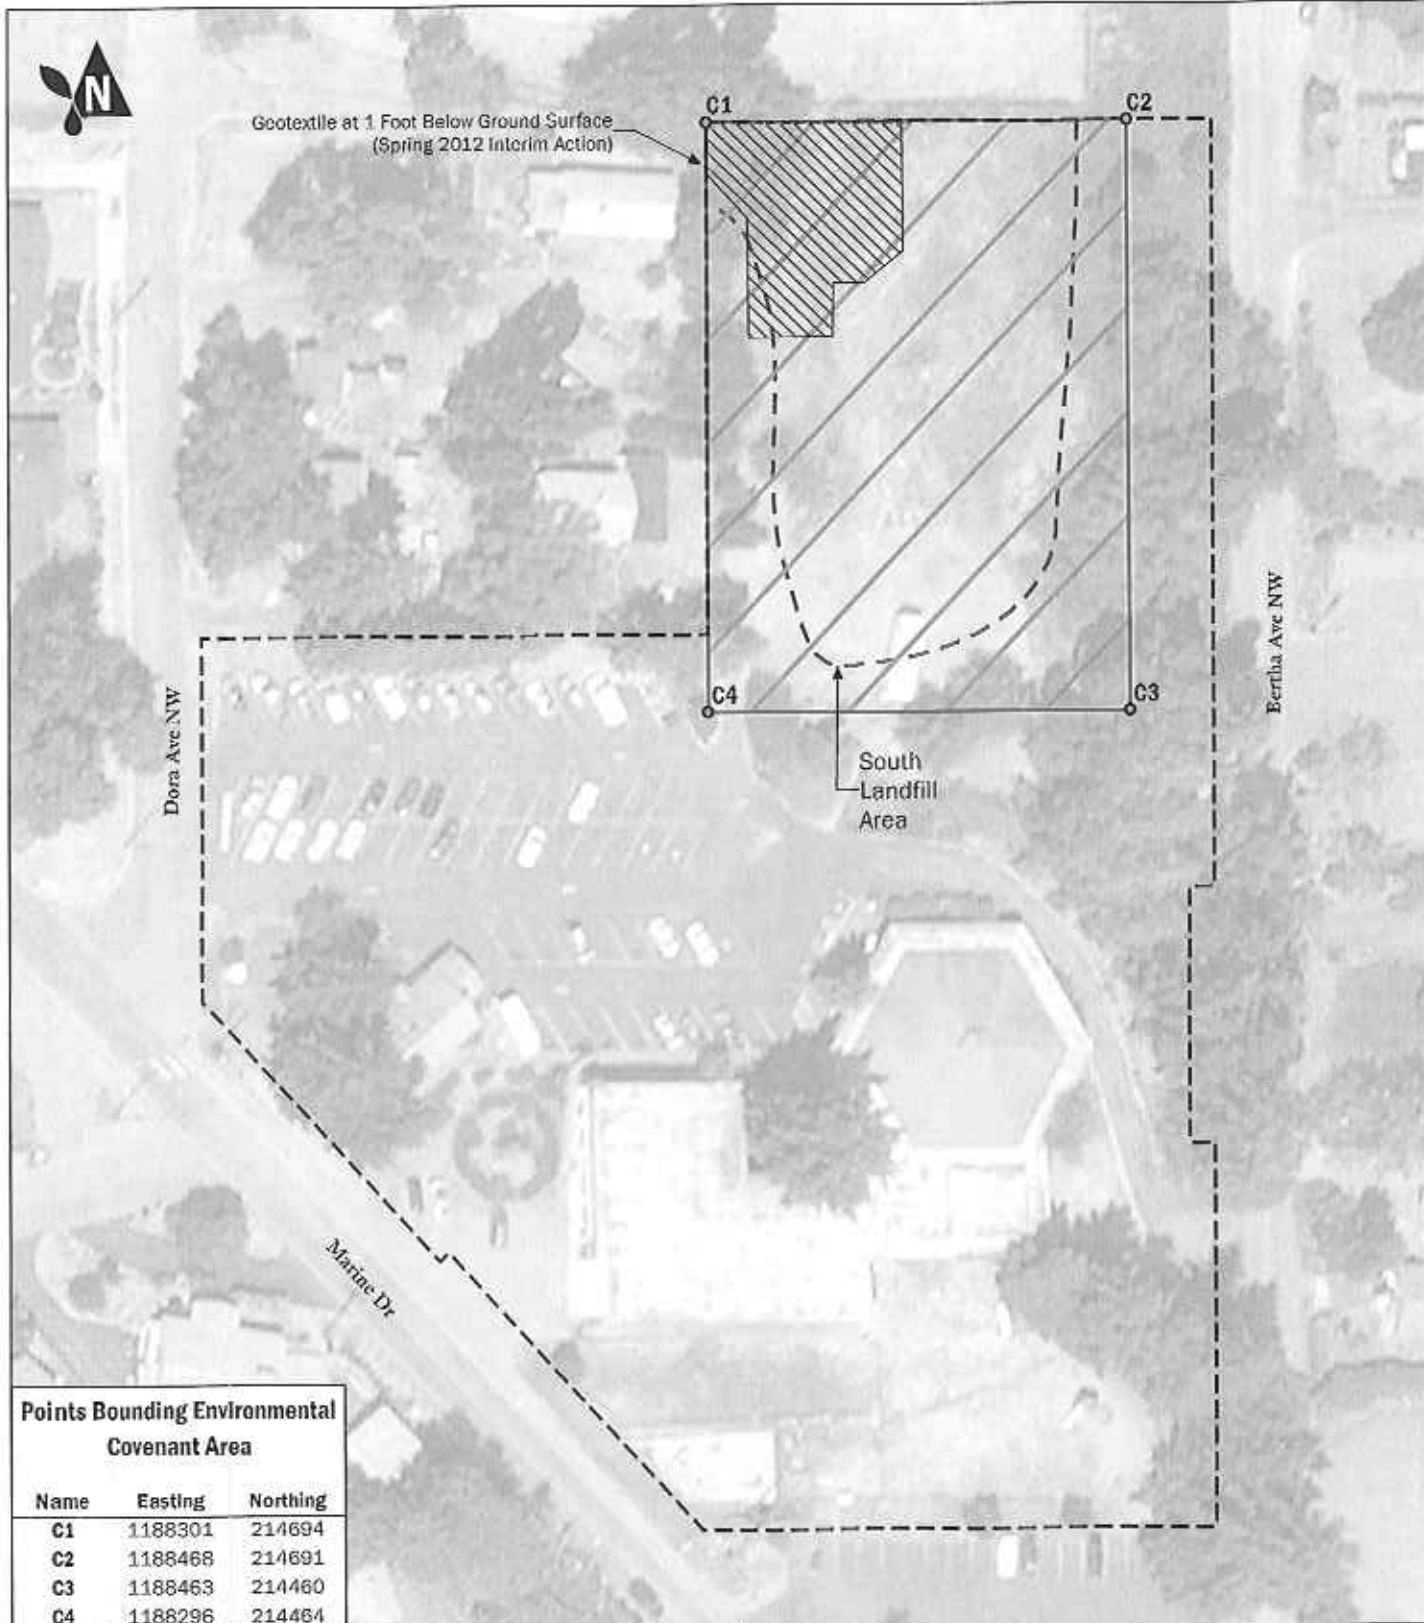 N
C1
C2
Geotextile at 1 Foot Below Ground Surface
(Spring 2012 Interim Action)
Bertha Ave NW
Dora Ave NW
C4
C3
South
Landfill
Area
Marine Dr
Points Bounding Environmental
Covenant Area
Name Easting Northing
C1 1188301 214694
C2 1188468 214691
C3 1188463 214460
C4 1188296 214464